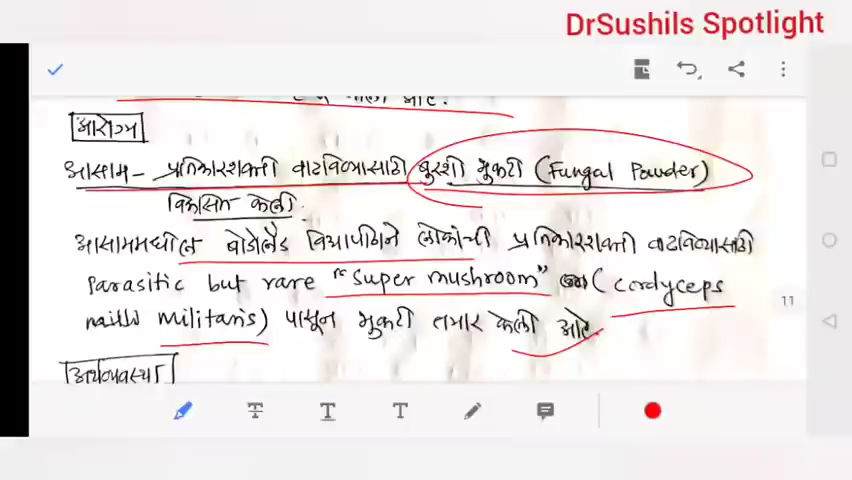 DrSushils Spotlight
आरोग्य
आसाम - प्रतिकारशक्ती वाढविण्यासाठी बुरशी भुकटी (Fungal Powder)
विकसित केली
आसाममधील बोडोलँड विद्यापीठाने लोकांची प्रतिकारशक्ती वाढविण्यासाठी
Parasitic but rare "Super mushroom" (cordyceps
militaris) पासून भुकटी तयार केली आहे.
11
अर्थव्यवस्था